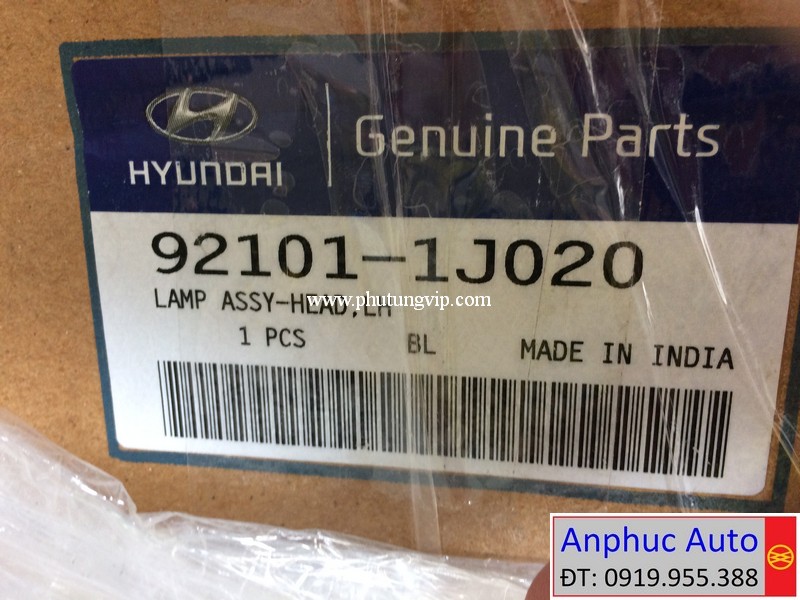 HYUNDAI
Genuine Parts
92101-1J020
LAMP ASSY-HEAD,LH
www.phutungvip.com
1 PCS BL MADE IN INDIA
Anphuc Auto
ĐT: 0919.955.388